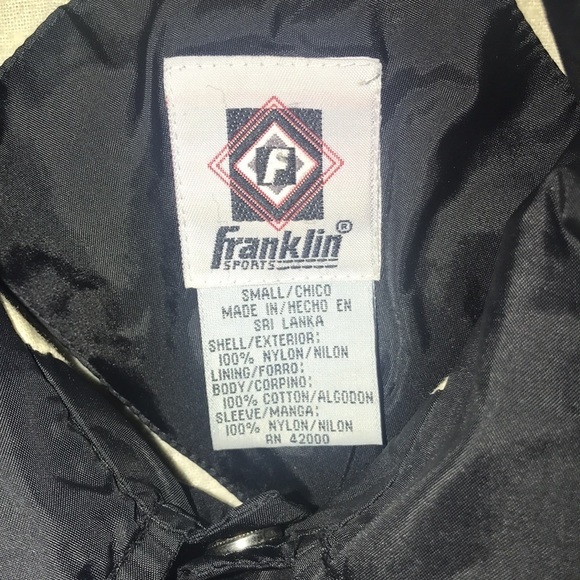 F
Franklin®
SPORTS
SMALL/CHICO
MADE IN/HECHO EN
SRI LANKA
SHELL/EXTERIOR:
100% NYLON/NILON
LINING/FORRO:
BODY/CORPINO:
100% COTTON/ALGODON
SLEEVE/MANGA:
100% NYLON/NILON
RN 42000